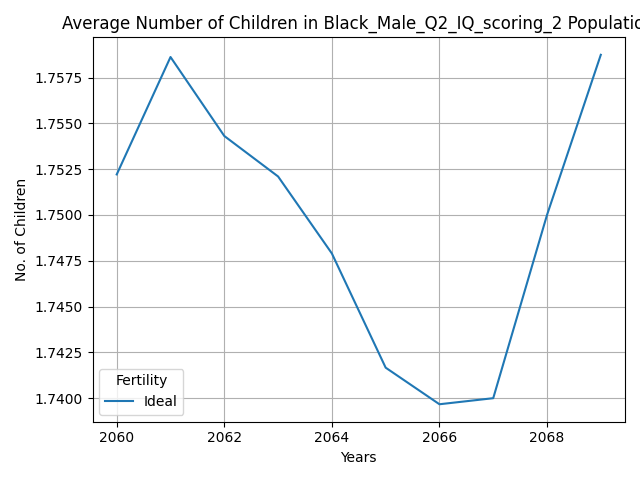 Average Number of Children in Black_Male_Q2_IQ_scoring_2 Populatio
1.7575
1.7550
1.7525
1.7500
1.7475
1.7450
1.7425
1.7400
No. of Children
Fertility
Ideal
2060 2062 2064 2066 2068
Years